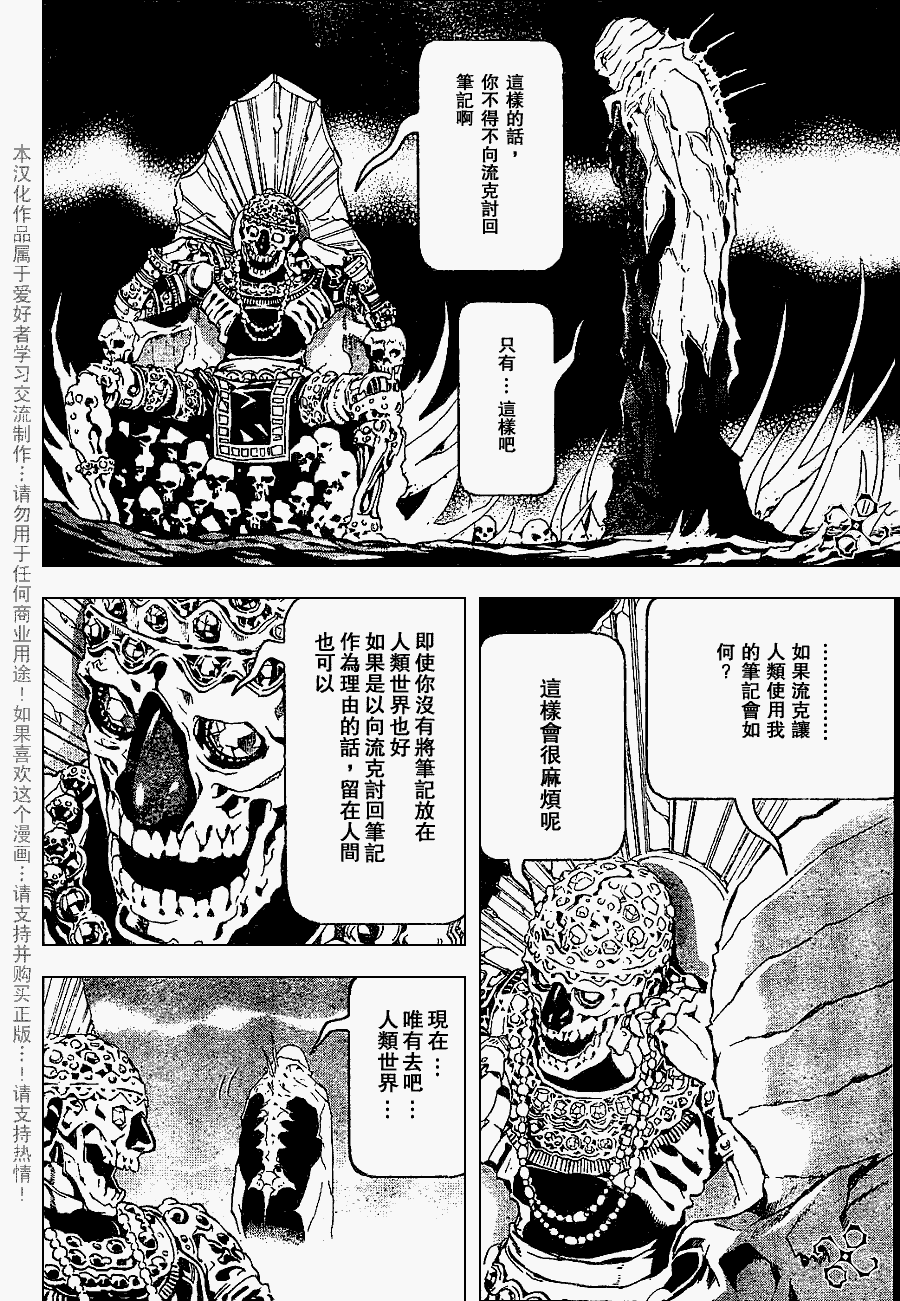 這樣的話，
你不得不向流克討回
筆記啊
只有…這樣吧
………………
如果流克讓
人類使用我
的筆記會如
何？
這樣會很麻煩呢
即使你沒有將筆記放在
人類世界也好
如果是以向流克討回筆記
作為理由的話，留在人間
也可以
現在…
唯有去吧…
人類世界…
本汉化作品属于爱好者学习交流制作…请勿用于任何商业用途！如果喜欢这个漫画…请支持并购买正版…！请支持热情！